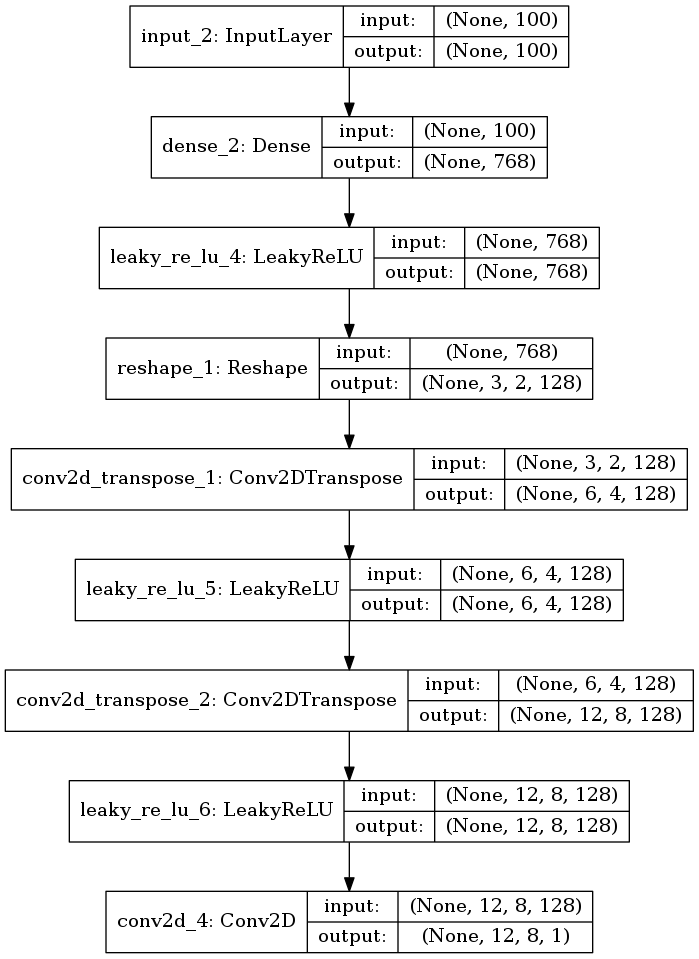 input_2: InputLayer
input: (None, 100)
output: (None, 100)
dense_2: Dense
input: (None, 100)
output: (None, 768)
leaky_re_lu_4: LeakyReLU
input: (None, 768)
output: (None, 768)
reshape_1: Reshape
input: (None, 768)
output: (None, 3, 2, 128)
conv2d_transpose_1: Conv2DTranspose
input: (None, 3, 2, 128)
output: (None, 6, 4, 128)
leaky_re_lu_5: LeakyReLU
input: (None, 6, 4, 128)
output: (None, 6, 4, 128)
conv2d_transpose_2: Conv2DTranspose
input: (None, 6, 4, 128)
output: (None, 12, 8, 128)
leaky_re_lu_6: LeakyReLU
input: (None, 12, 8, 128)
output: (None, 12, 8, 128)
conv2d_4: Conv2D
input: (None, 12, 8, 128)
output: (None, 12, 8, 1)